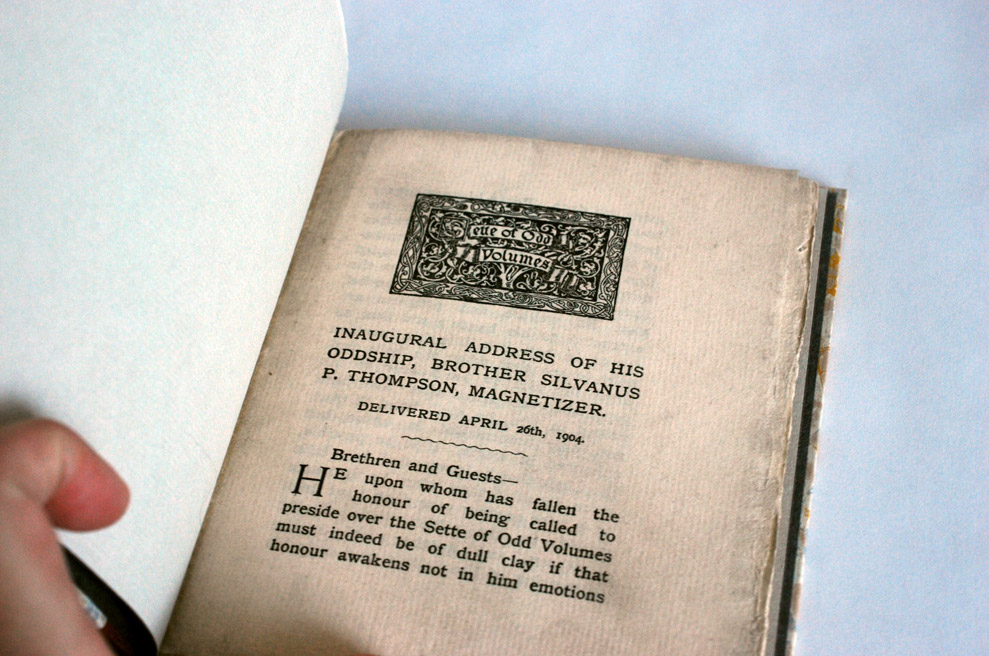 Sette of Odd
Volumes
INAUGURAL ADDRESS OF HIS
ODDSHIP, BROTHER SILVANUS
P. THOMPSON, MAGNETIZER.
DELIVERED APRIL 26th, 1904.
Brethren and Guests—
HE upon whom has fallen the
honour of being called to
preside over the Sette of Odd Volumes
must indeed be of dull clay if that
honour awakens not in him emotions